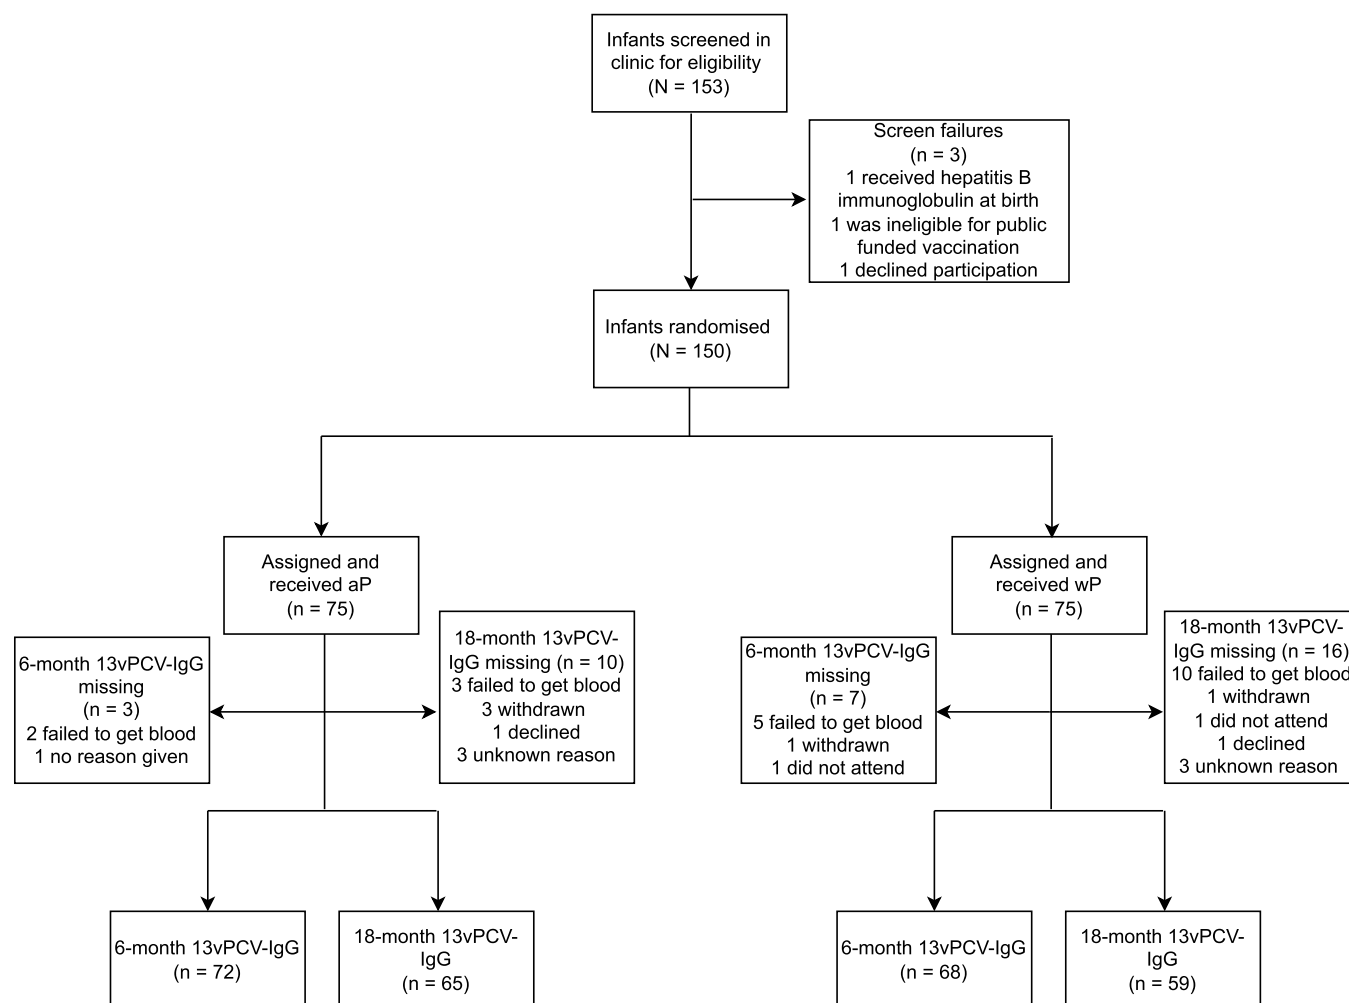 Infants screened in
clinic for eligibility
(N = 153)
Screen failures
(n = 3)
1 received hepatitis B
immunoglobulin at birth
1 was ineligible for public
funded vaccination
1 declined participation
Infants randomised
(N = 150)
Assigned and
received aP
(n = 75)
Assigned and
received wP
(n = 75)
6-month 13vPCV-IgG
missing
(n = 3)
2 failed to get blood
1 no reason given
18-month 13vPCV-
IgG missing (n = 10)
3 failed to get blood
3 withdrawn
1 declined
3 unknown reason
6-month 13vPCV-IgG
missing
(n = 7)
5 failed to get blood
1 withdrawn
1 did not attend
18-month 13vPCV-
IgG missing (n = 16)
10 failed to get blood
1 withdrawn
1 did not attend
1 declined
3 unknown reason
6-month 13vPCV-IgG
(n = 72)
18-month 13vPCV-
IgG
(n = 65)
6-month 13vPCV-IgG
(n = 68)
18-month 13vPCV-
IgG
(n = 59)